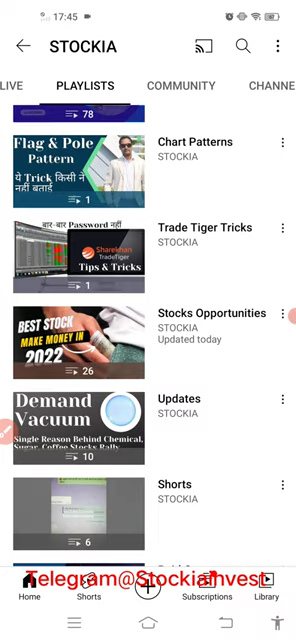 17:45
STOCKIA
LIVE
PLAYLISTS
COMMUNITY
CHANNE
78
Flag & Pole
Pattern
ये Trick किसी ने
नहीं बताई
1
Chart Patterns
STOCKIA
बार-बार Password नहीं
Sharekhan
TradeTiger
Tips & Tricks
1
Trade Tiger Tricks
STOCKIA
BEST STOCK
MAKE MONEY IN
2022
26
Stocks Opportunities
STOCKIA
Updated today
Demand
Vacuum
Single Reason Behind Chemical,
Sugar, Coffee Stocks Rally
10
Updates
STOCKIA
6
Shorts
STOCKIA
Telegram@Stockiainvest
Home
Shorts
Subscriptions
Library